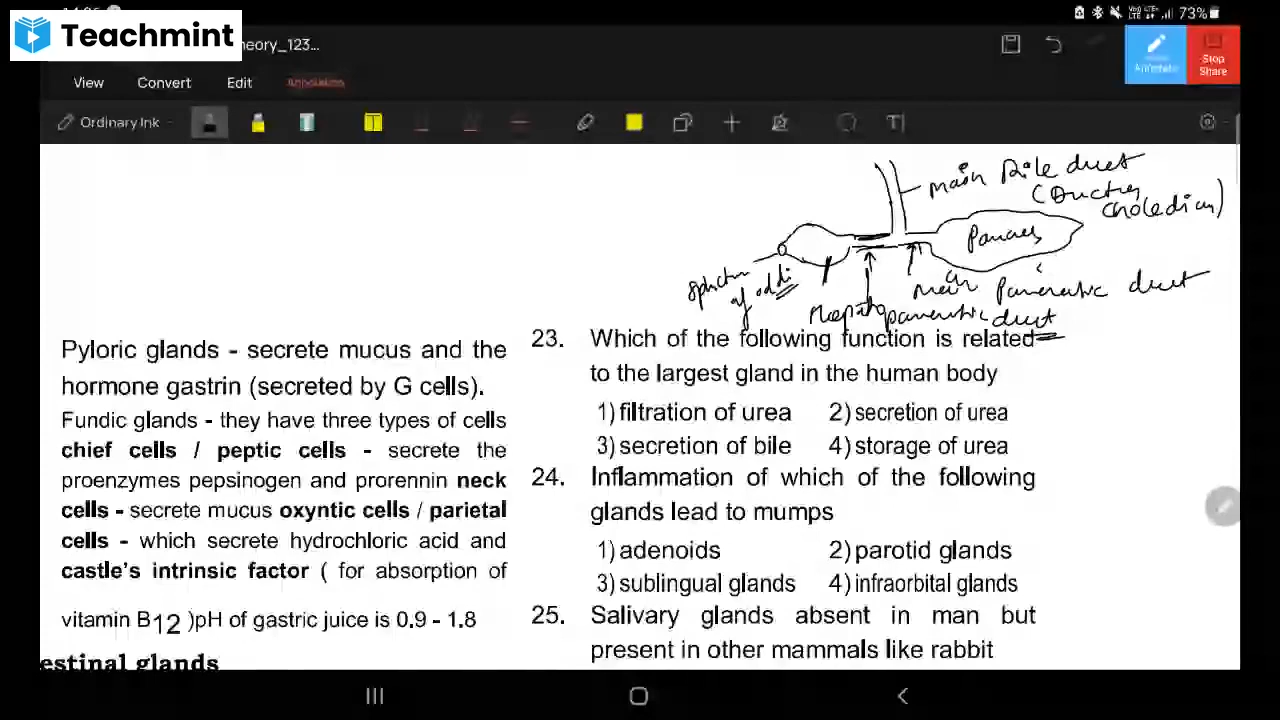 Teachmint
heory_123...
73%
View Convert Edit Annotation
Annotate
Stop
Share
Ordinary Ink
main Bile duct
(Ductus
Choledicus)
Pancreas
Sphincter
of oddi
main pancreatic duct
Hepato pancreatic duct
Pyloric glands - secrete mucus and the
hormone gastrin (secreted by G cells).
Fundic glands - they have three types of cells
chief cells / peptic cells - secrete the
proenzymes pepsinogen and prorennin neck
cells - secrete mucus oxyntic cells / parietal
cells - which secrete hydrochloric acid and
castle's intrinsic factor ( for absorption of
vitamin B12 )pH of gastric juice is 0.9 - 1.8
estinal glands
23. Which of the following function is related
to the largest gland in the human body
1) filtration of urea 2) secretion of urea
3) secretion of bile 4) storage of urea
24. Inflammation of which of the following
glands lead to mumps
1) adenoids 2) parotid glands
3) sublingual glands 4) infraorbital glands
25. Salivary glands absent in man but
present in other mammals like rabbit